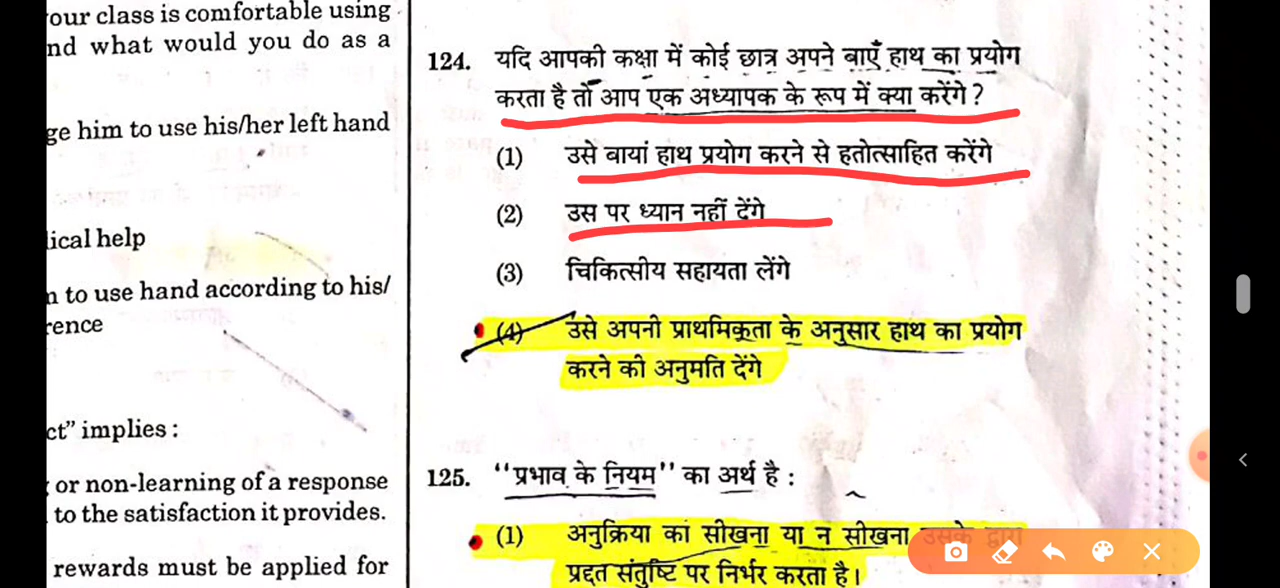 our class is comfortable using
nd what would you do as a
ge him to use his/her left hand
ical help
to use hand according to his/
rence
ct" implies :
or non-learning of a response
to the satisfaction it provides.
rewards must be applied for
124. यदि आपकी कक्षा में कोई छात्र अपने बाएँ हाथ का प्रयोग
करता है तो आप एक अध्यापक के रूप में क्या करेंगे ?
(1) उसे बायां हाथ प्रयोग करने से हतोत्साहित करेंगे
(2) उस पर ध्यान नहीं देंगे
(3) चिकित्सीय सहायता लेंगे
(4) उसे अपनी प्राथमिकता के अनुसार हाथ का प्रयोग
करने की अनुमति देंगे
125. "प्रभाव के नियम" का अर्थ है :
(1) अनुक्रिया का सीखना या न सीखना उसके द्वारा
प्रद्दत संतुष्टि पर निर्भर करता है।